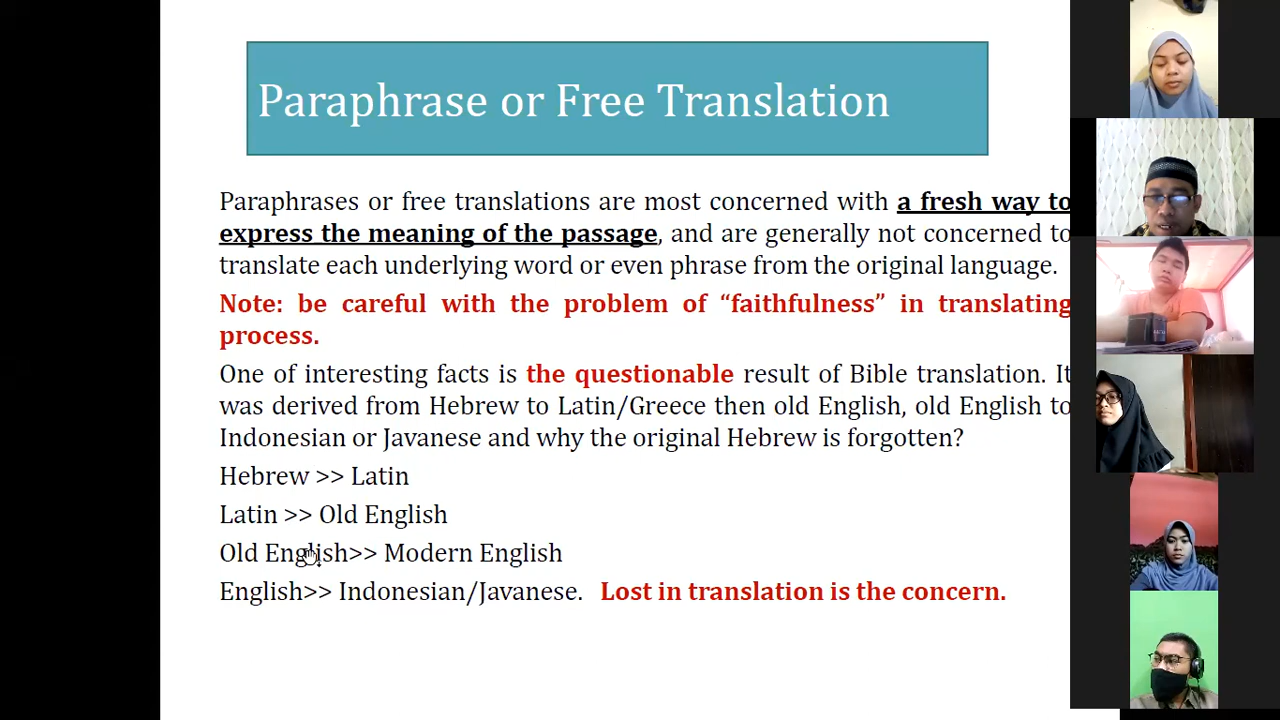 Paraphrase or Free Translation
Paraphrases or free translations are most concerned with a fresh way to
express the meaning of the passage, and are generally not concerned to
translate each underlying word or even phrase from the original language.
Note: be careful with the problem of “faithfulness” in translating
process.
One of interesting facts is the questionable result of Bible translation. It
was derived from Hebrew to Latin/Greece then old English, old English to
Indonesian or Javanese and why the original Hebrew is forgotten?
Hebrew >> Latin
Latin >> Old English
Old English>> Modern English
English>> Indonesian/Javanese. Lost in translation is the concern.